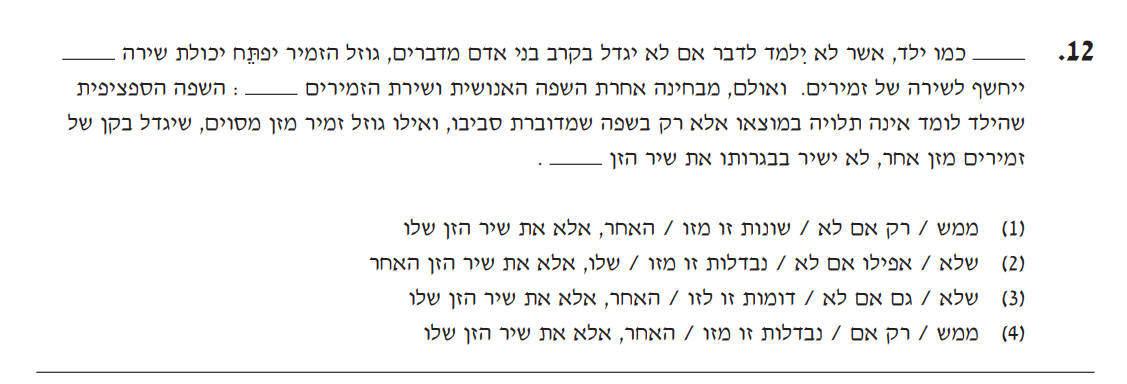 12. _____ כמו ילד, אשר לא יִלמד לדבר אם לא יגדל בקרב בני אדם מדברים, גוזל הזמיר יפתֵּח יכולת שירה _____
ייחשף לשירה של זמירים. ואולם, מבחינה אחרת השפה האנושית ושירת הזמירים _____ : השפה הספציפית
שהילד לומד אינה תלויה במוצאו אלא רק בשפה שמדוברת סביבו, ואילו גוזל זמיר מזן מסוים, שיגדל בקן של
זמירים מזן אחר, לא ישיר בבגרותו את שיר הזן _____ .
(1) ממש / רק אם לא / שונות זו מזו / האחר, אלא את שיר הזן שלו
(2) שלא / אפילו אם לא / נבדלות זו מזו / שלו, אלא את שיר הזן האחר
(3) שלא / גם אם לא / דומות זו לזו / האחר, אלא את שיר הזן שלו
(4) ממש / רק אם / נבדלות זו מזו / האחר, אלא את שיר הזן שלו